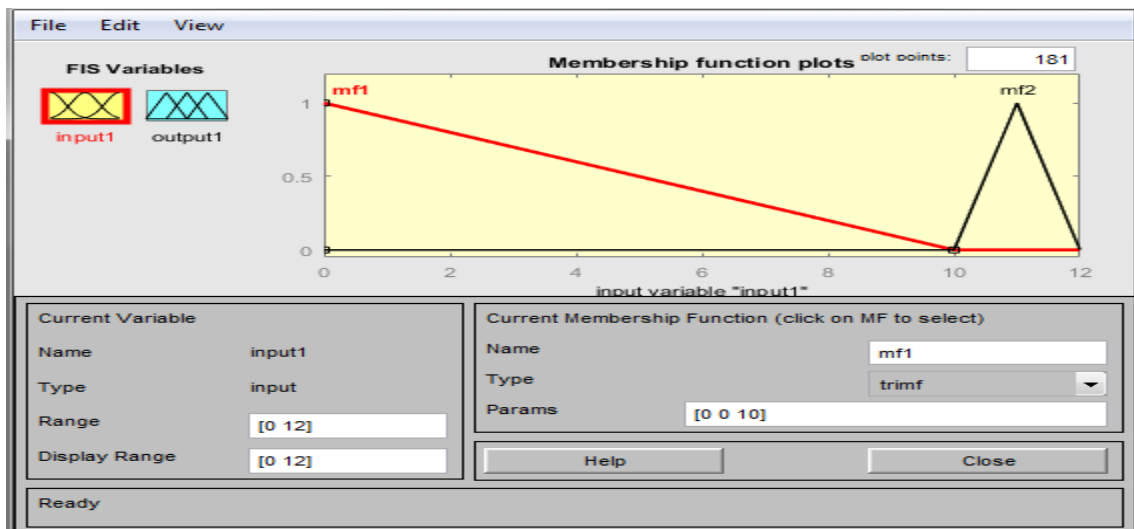 File Edit View
FIS Variables
input1 output1
Membership function plots plot points: 181
mf1 mf2
1
0.5
0
0 2 4 6 8 10 12
input variable "input1"
Current Variable
Name input1
Type input
Range [0 12]
Display Range [0 12]
Current Membership Function (click on MF to select)
Name mf1
Type trimf
Params [0 0 10]
Help Close
Ready